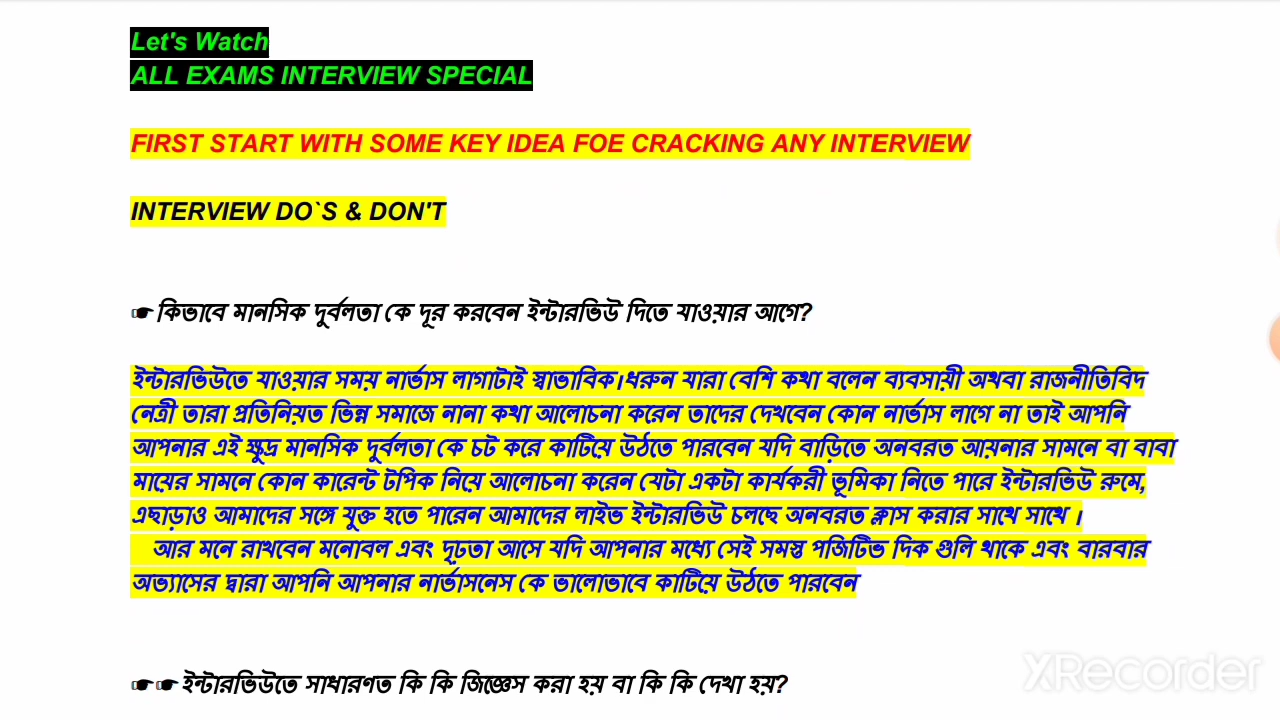 Let's Watch
ALL EXAMS INTERVIEW SPECIAL
FIRST START WITH SOME KEY IDEA FOE CRACKING ANY INTERVIEW
INTERVIEW DO`S & DON'T
☛কিভাবে মানসিক দুর্বলতা কে দূর করবেন ইন্টারভিউ দিতে যাওয়ার আগে?
ইন্টারভিউতে যাওয়ার সময় নার্ভাস লাগাটাই স্বাভাবিক।ধরুন যারা বেশি কথা বলেন ব্যবসায়ী অথবা রাজনীতিবিদ
নেত্রী তারা প্রতিনিয়ত ভিন্ন সমাজে নানা কথা আলোচনা করেন তাদের দেখবেন কোন নার্ভাস লাগে না তাই আপনি
আপনার এই ক্ষুদ্র মানসিক দুর্বলতা কে চট করে কাটিয়ে উঠতে পারবেন যদি বাড়িতে অনবরত আয়নার সামনে বা বাবা
মায়ের সামনে কোন কারেন্ট টপিক নিয়ে আলোচনা করেন যেটা একটা কার্যকরী ভূমিকা নিতে পারে ইন্টারভিউ রুমে,
এছাড়াও আমাদের সঙ্গে যুক্ত হতে পারেন আমাদের লাইভ ইন্টারভিউ চলছে অনবরত ক্লাস করার সাথে সাথে ।
আর মনে রাখবেন মনোবল এবং দৃঢ়তা আসে যদি আপনার মধ্যে সেই সমস্ত পজিটিভ দিক গুলি থাকে এবং বারবার
অভ্যাসের দ্বারা আপনি আপনার নার্ভাসনেস কে ভালোভাবে কাটিয়ে উঠতে পারবেন
☛☛ইন্টারভিউতে সাধারণত কি কি জিজ্ঞেস করা হয় বা কি কি দেখা হয়?
XRecorder